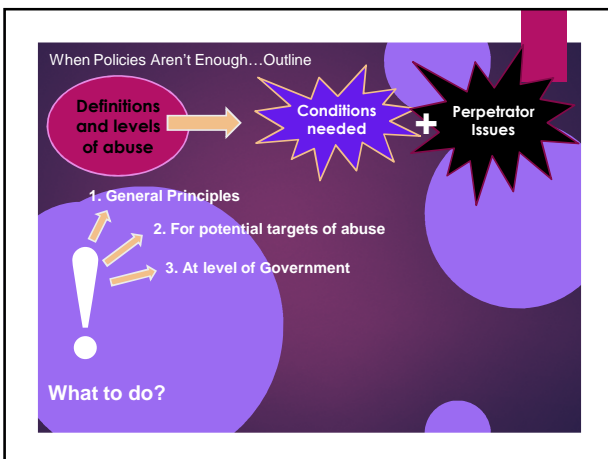 When Policies Aren't Enough…Outline
Definitions
and levels
of abuse
Conditions
needed
+
Perpetrator
Issues
1. General Principles
2. For potential targets of abuse
3. At level of Government
!
What to do?